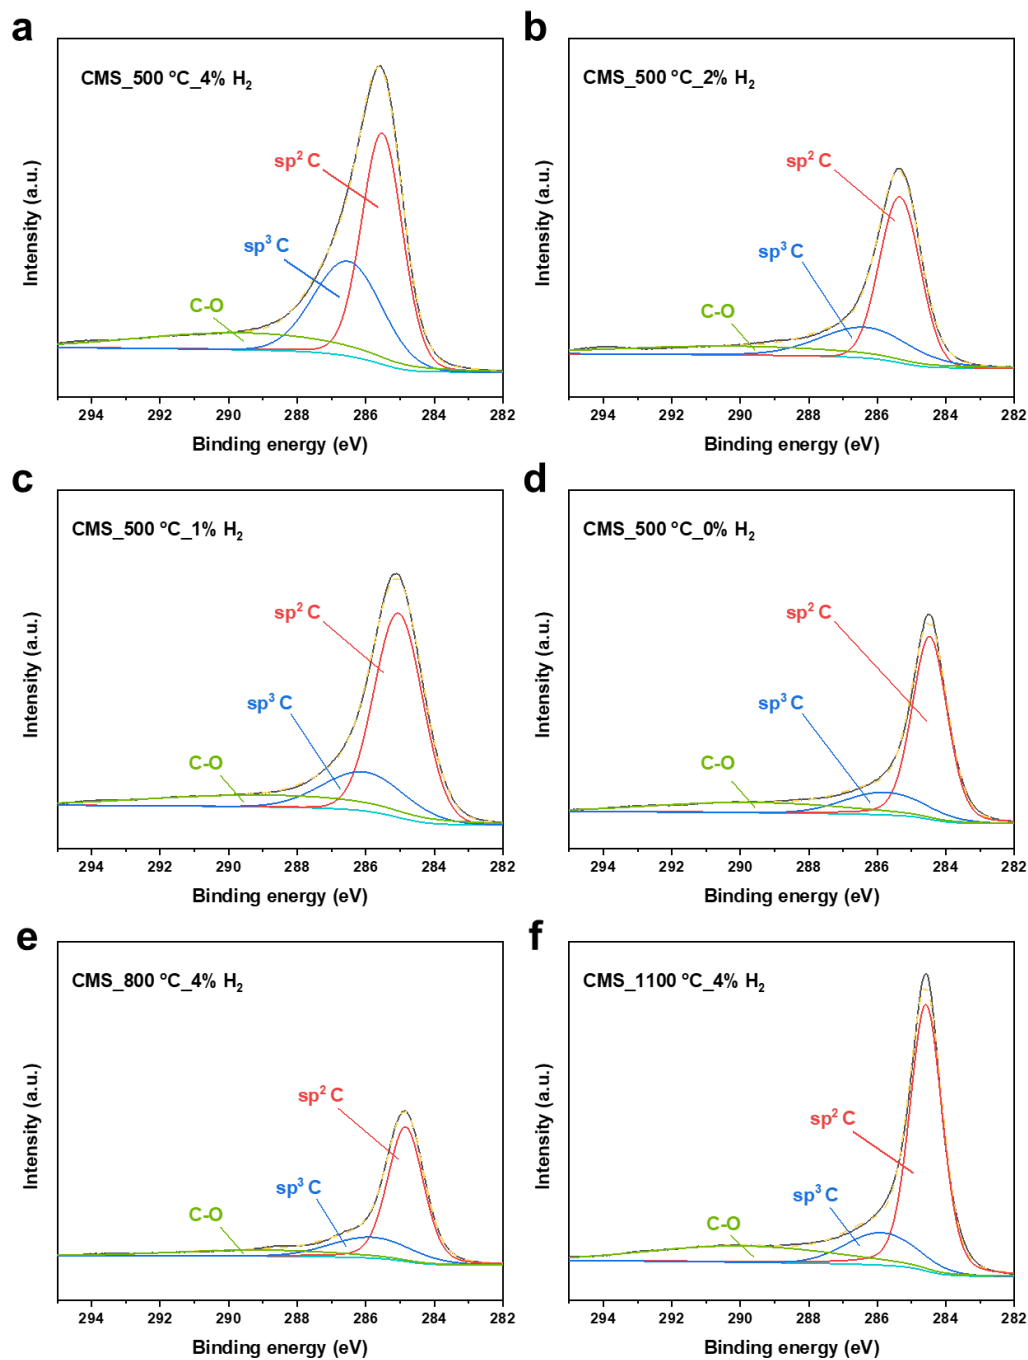 a
CMS_500 °C_4% H₂
sp² C
sp³ C
C-O
Intensity (a.u.)
294 292 290 288 286 284 282
Binding energy (eV)
b
CMS_500 °C_2% H₂
sp² C
sp³ C
C-O
Intensity (a.u.)
294 292 290 288 286 284 282
Binding energy (eV)
c
CMS_500 °C_1% H₂
sp² C
sp³ C
C-O
Intensity (a.u.)
294 292 290 288 286 284 282
Binding energy (eV)
d
CMS_500 °C_0% H₂
sp² C
sp³ C
C-O
Intensity (a.u.)
294 292 290 288 286 284 282
Binding energy (eV)
e
CMS_800 °C_4% H₂
sp² C
sp³ C
C-O
Intensity (a.u.)
294 292 290 288 286 284 282
Binding energy (eV)
f
CMS_1100 °C_4% H₂
sp² C
sp³ C
C-O
Intensity (a.u.)
294 292 290 288 286 284 282
Binding energy (eV)